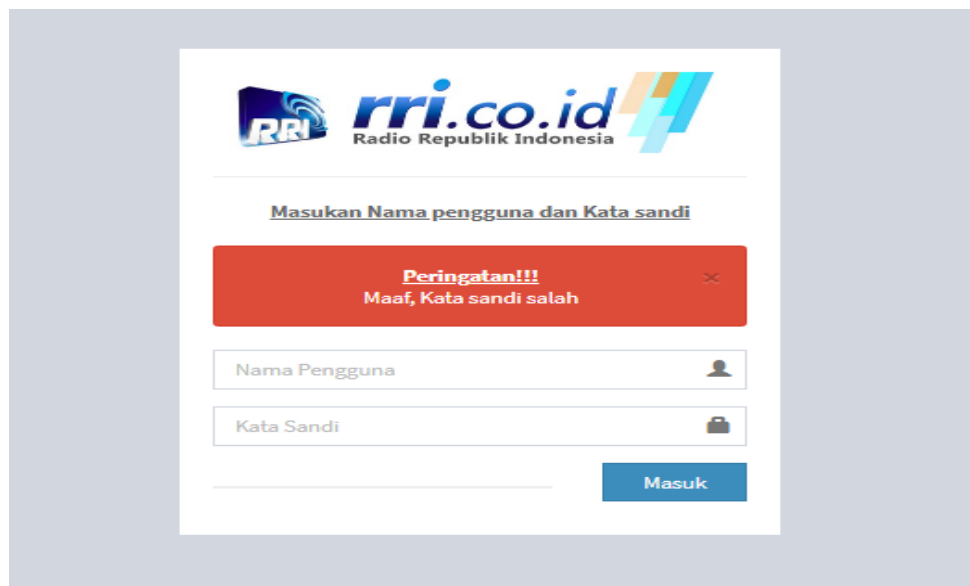 RRI rri.co.id
Radio Republik Indonesia
Masukan Nama pengguna dan Kata sandi
Peringatan!!!
×
Maaf, Kata sandi salah
Nama Pengguna
Kata Sandi
Masuk